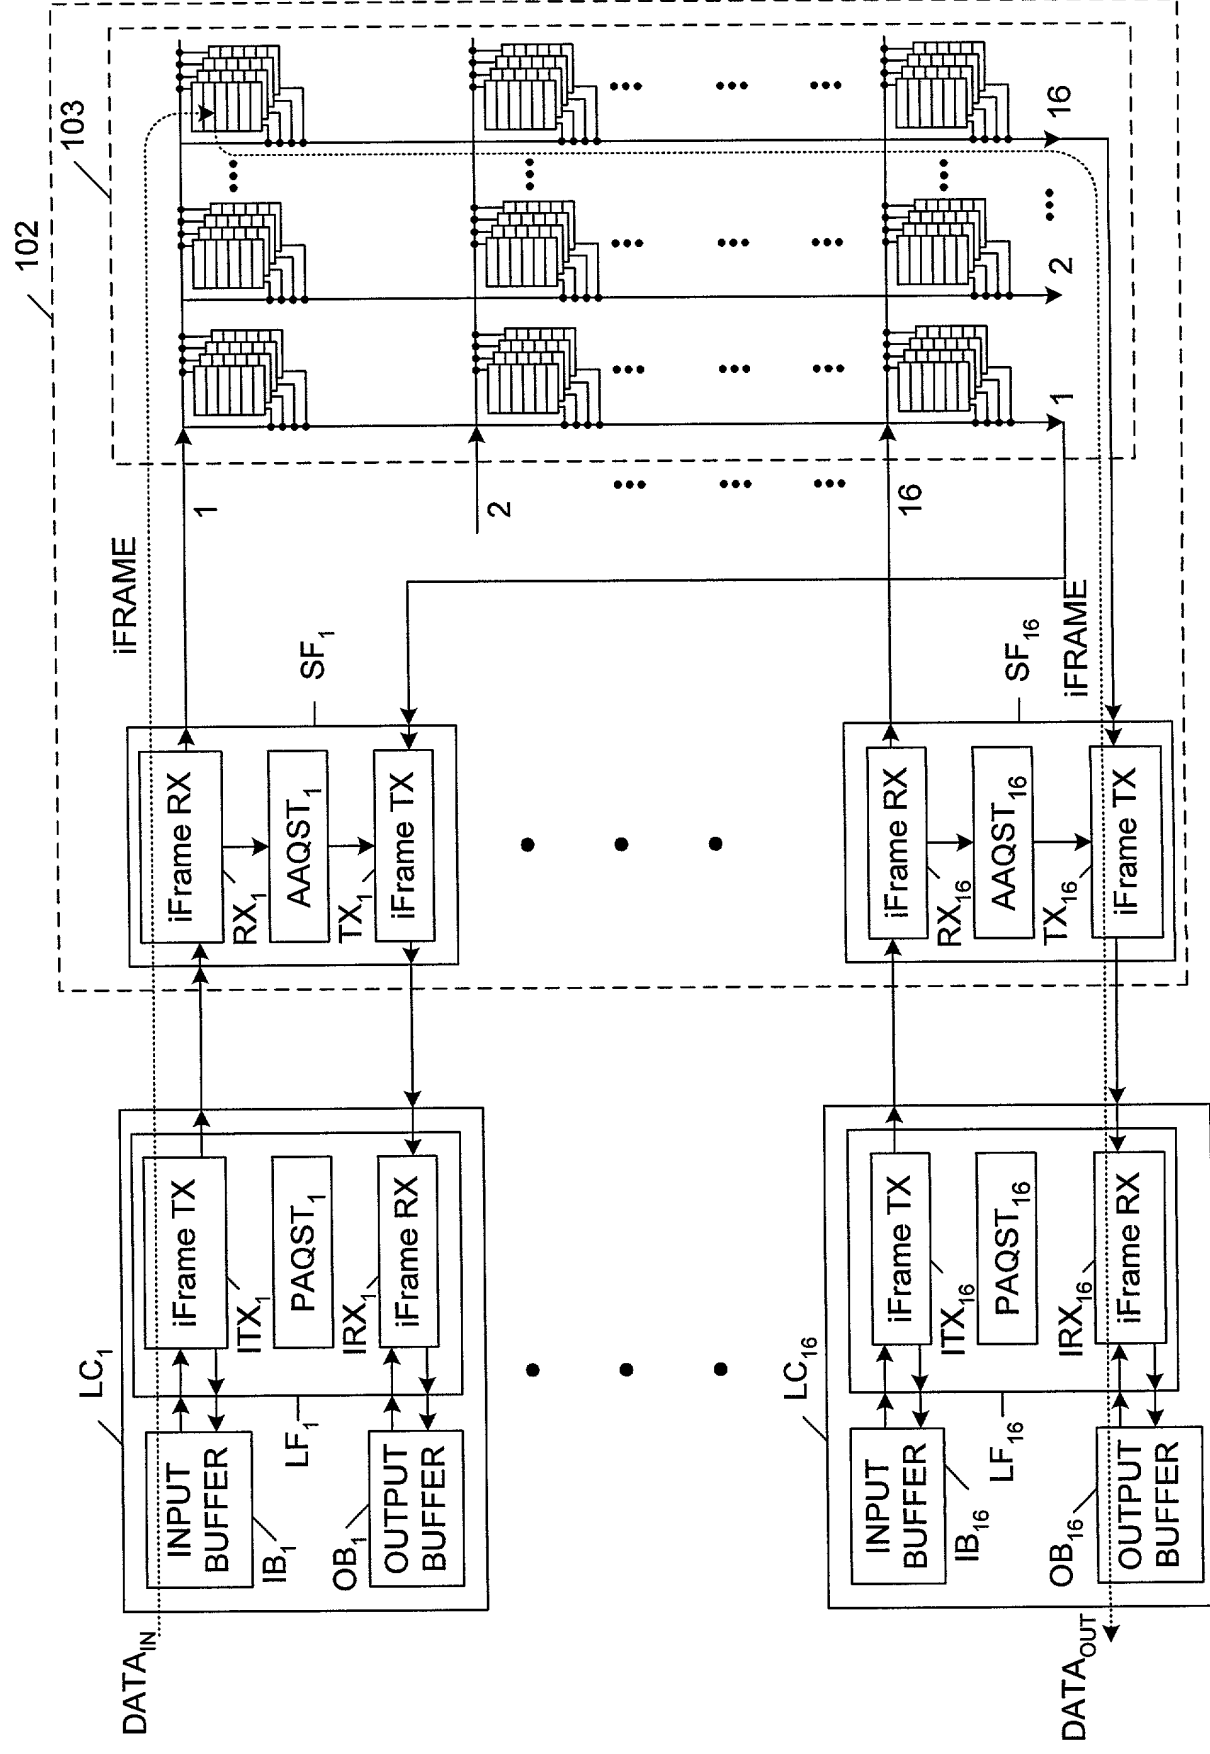 102
103
iFRAME
1
2
16
1
2
16
SF₁
iFrame RX
RX₁
AAQST₁
TX₁
iFrame TX
SF₁₆
iFRAME
iFrame RX
RX₁₆
AAQST₁₆
TX₁₆
iFrame TX
LC₁
iFrame TX
ITX₁
PAQST₁
IRX₁
iFrame RX
LF₁
INPUT
BUFFER
IB₁
OB₁
OUTPUT
BUFFER
LC₁₆
iFrame TX
ITX₁₆
PAQST₁₆
IRX₁₆
iFrame RX
LF₁₆
INPUT
BUFFER
IB₁₆
OB₁₆
OUTPUT
BUFFER
DATA_IN
DATA_OUT